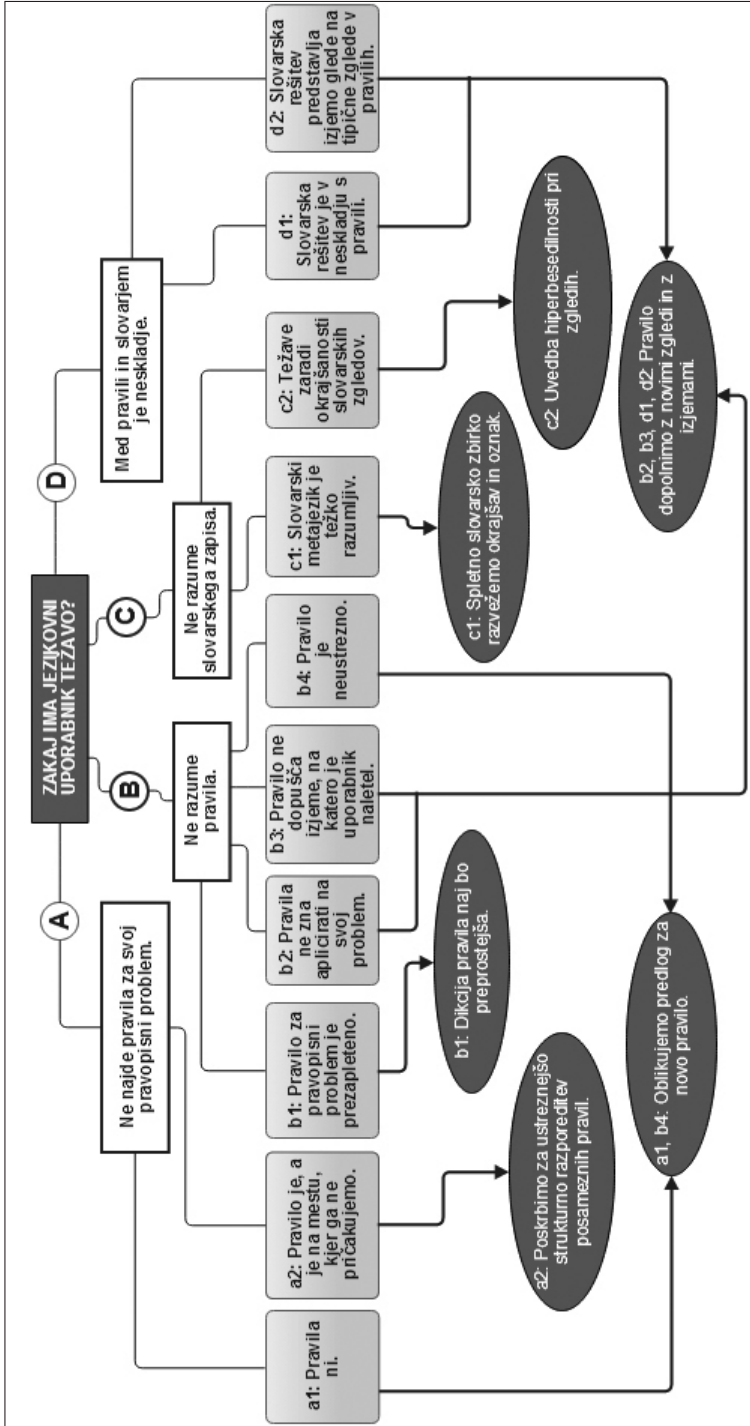 ZAKAJ IMA JEZIKOVNI
UPORABNIK TEŽAVO?
A
B
C
D
Ne najde pravila za svoj
pravopisni problem.
Ne razume
pravila.
Ne razume
slovarskega zapisa.
Med pravili in slovarjem
je neskladje.
a1: Pravila
ni.
a2: Pravilo je, a
je na mestu,
kjer ga ne
pričakujemo.
b1: Pravilo za
pravopisni
problem je
prezapleteno.
b2: Pravila
ne zna
aplicirati na
svoj
problem.
b3: Pravilo ne
dopušča
izjeme, na
katero je
uporabnik
naletel.
b4: Pravilo
je
neustrezno.
c1: Slovarski
metajezik je
težko
razumljiv.
c2: Težave
zaradi
okrajšanosti
slovarskih
zgledov.
d1:
Slovarska
rešitev je v
neskladju s
pravili.
d2: Slovarska
rešitev
predstavlja
izjemo glede na
tipične zglede v
pravilih.
a2: Poskrbimo za ustreznejšo
strukturno razporeditev
posameznih pravil.
b1: Dikcija pravila naj bo
preprostejša.
c1: Spletno slovarsko zbirko
razvežemo okrajšav in oznak.
c2: Uvedba hiperbesedilnosti pri
zgledih.
a1, b4: Oblikujemo predlog za
novo pravilo.
b2, b3, d1, d2: Pravilo
dopolnimo z novimi zgledi in z
izjemami.